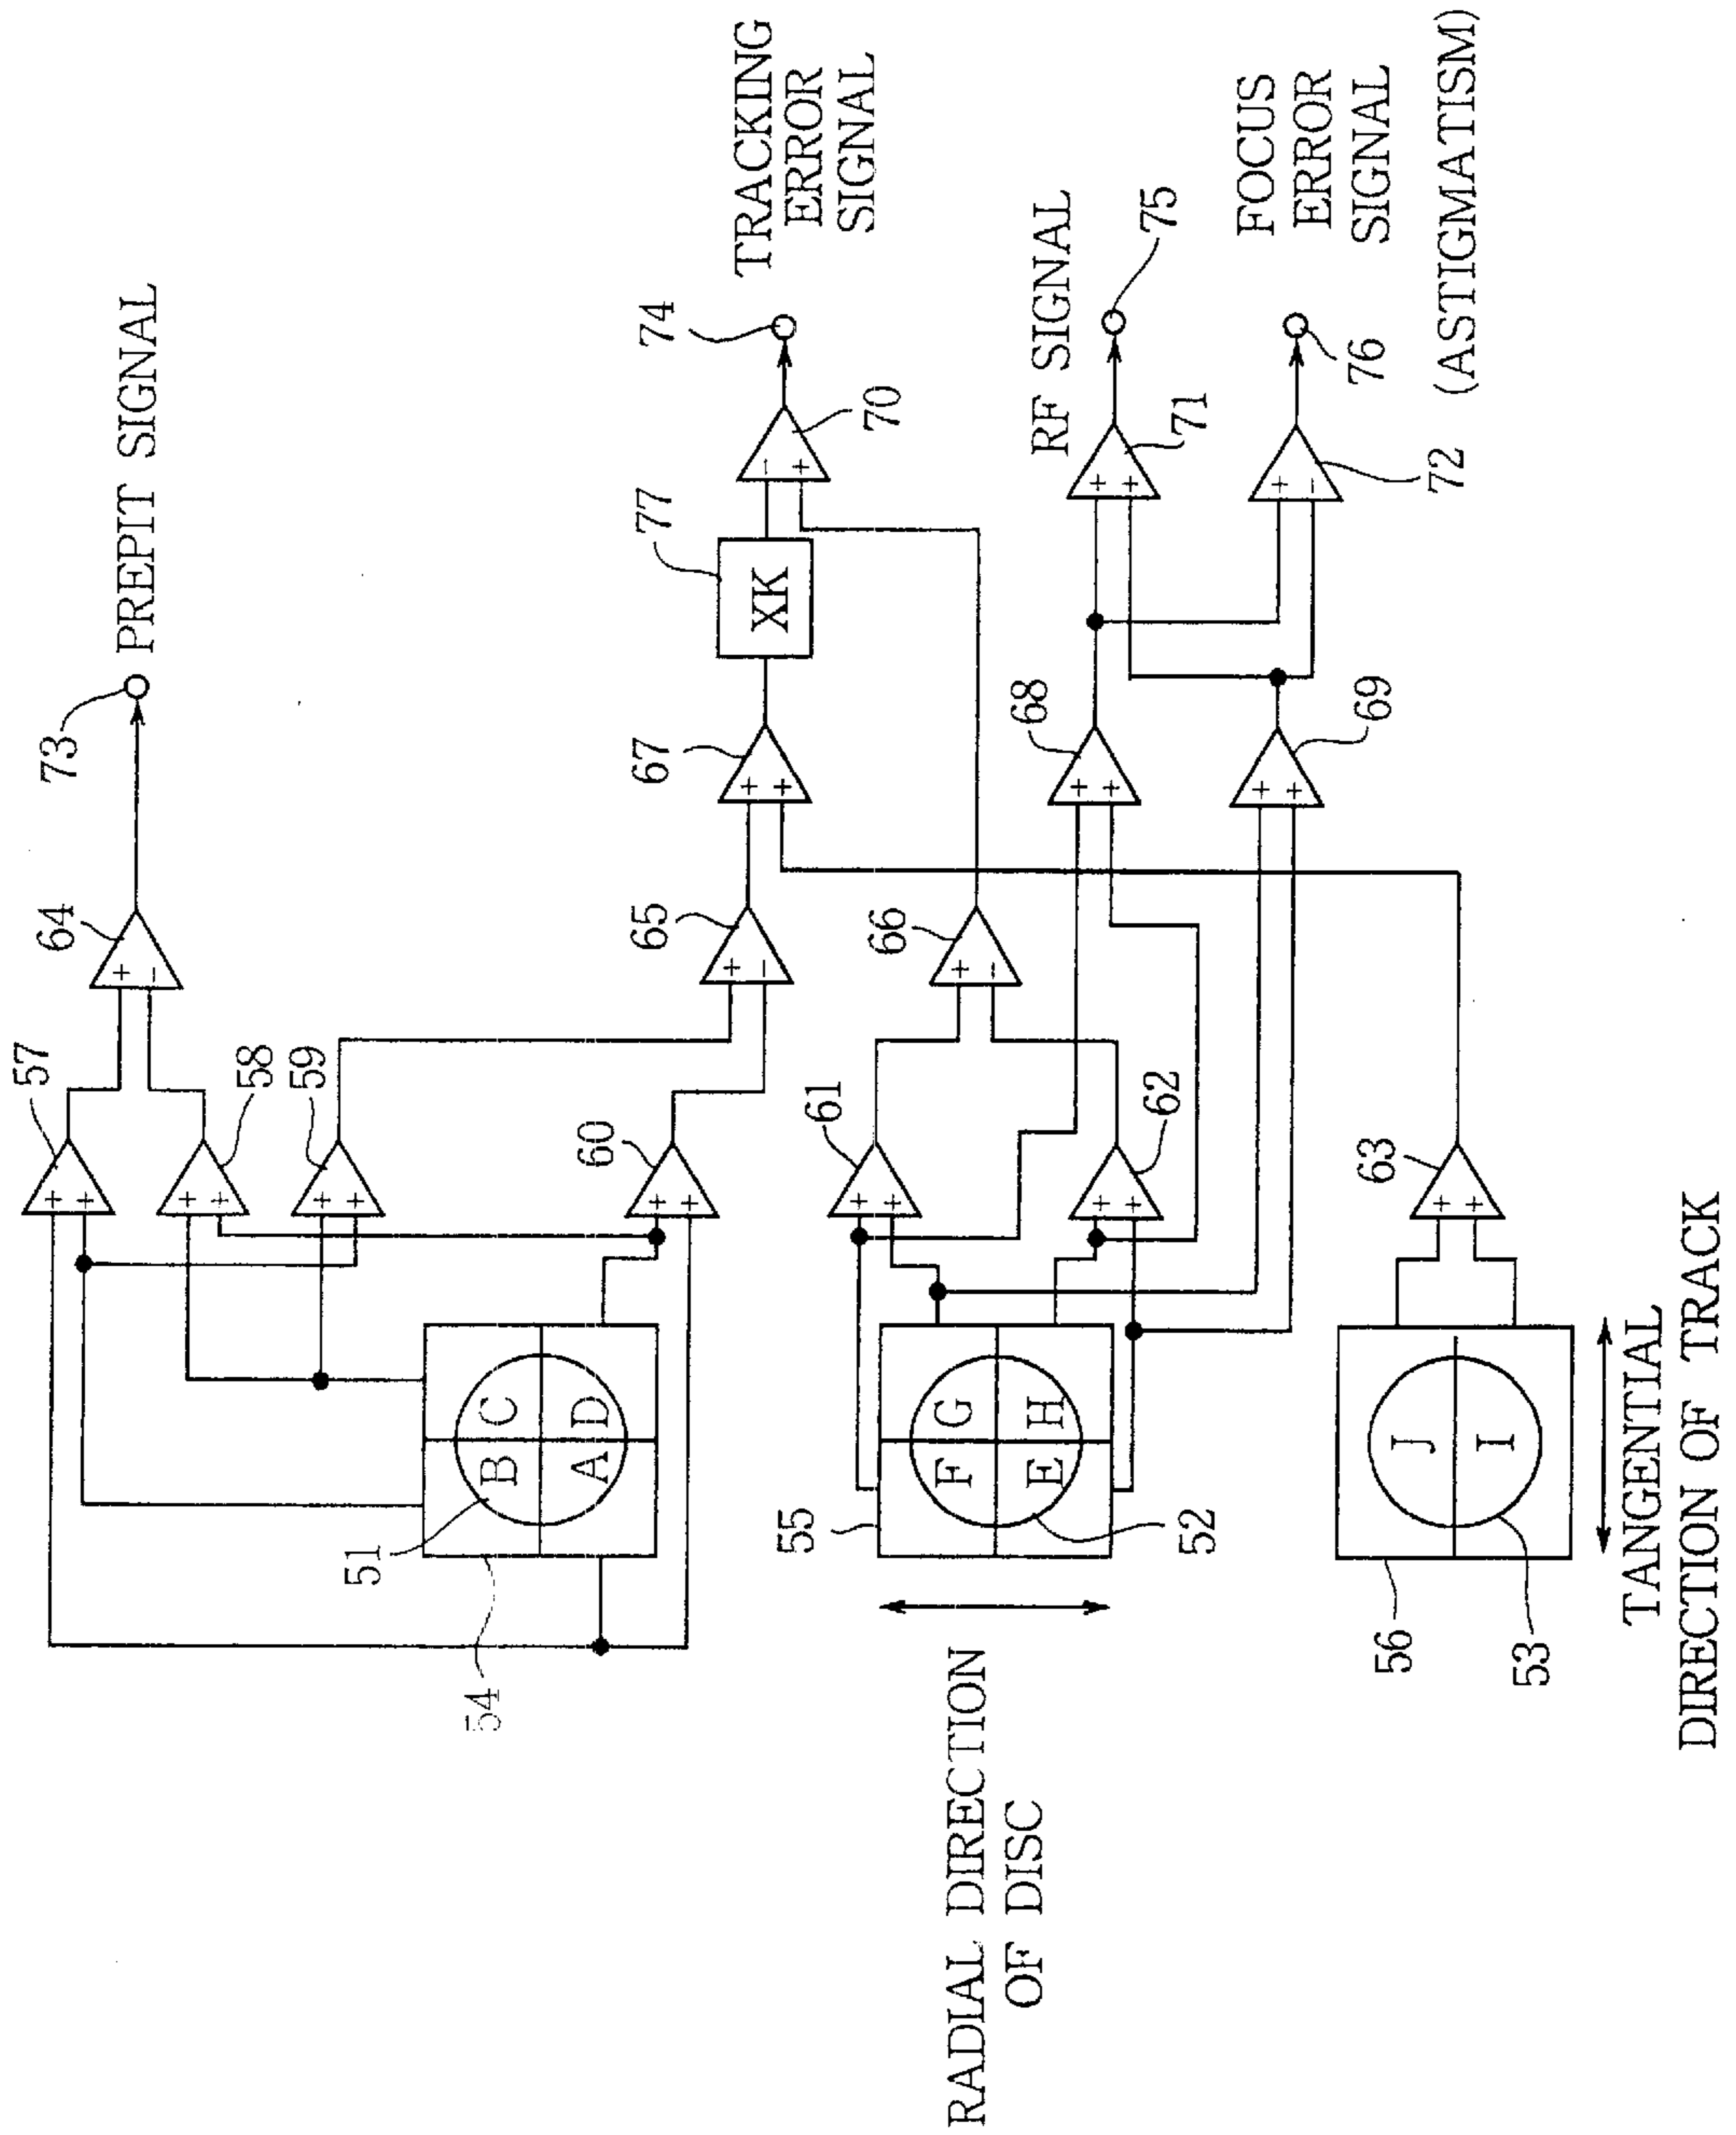 PREPIT SIGNAL
73
64
57
58
59
60
51
54
B
C
A
D
TRACKING
ERROR
SIGNAL
74
70
77
XK
67
65
66
61
62
55
52
F
G
E
H
RADIAL DIRECTION
OF DISC
RF SIGNAL
75
71
68
69
FOCUS
ERROR
SIGNAL
(ASTIGMATISM)
76
72
63
J
I
56
53
TANGENTIAL
DIRECTION OF TRACK
+
+
+
+
+
+
+
+
+
−
+
−
+
+
−
+
+
+
+
+
+
−
+
+
+
+
+
+
+
−
+
+